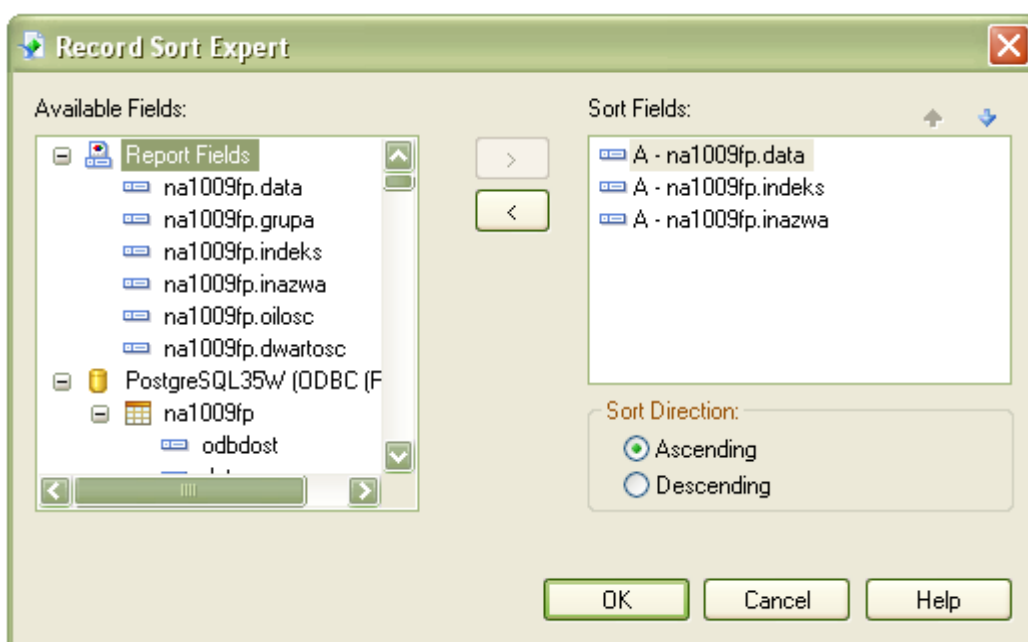 Record Sort Expert
Available Fields:
Report Fields
na1009fp.data
na1009fp.grupa
na1009fp.indeks
na1009fp.inazwa
na1009fp.oilosc
na1009fp.dwartosc
PostgreSQL35W (ODBC (F
na1009fp
odbdost
>
<
Sort Fields:
A - na1009fp.data
A - na1009fp.indeks
A - na1009fp.inazwa
Sort Direction:
Ascending
Descending
OK
Cancel
Help